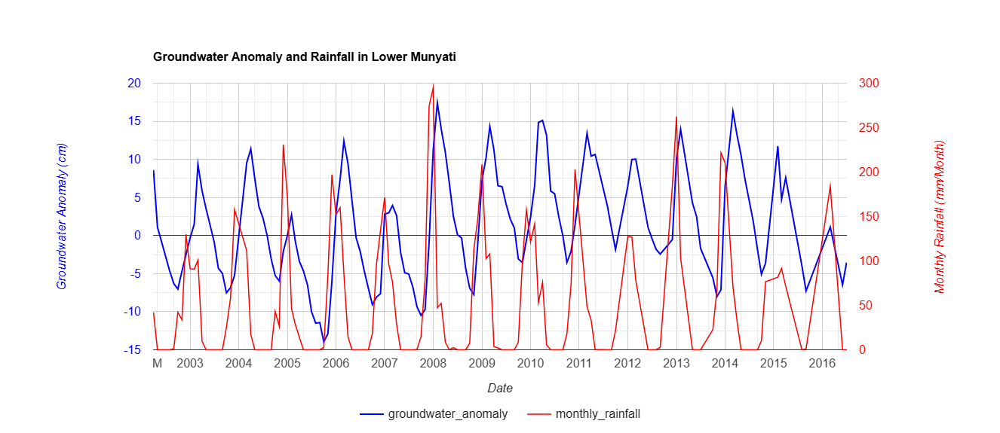 Groundwater Anomaly and Rainfall in Lower Munyati
20 300
15 250
10 200
5 150
0 100
-5 50
-10 0
-15
Groundwater Anomaly (cm)
Monthly Rainfall (mm/Month)
M 2003 2004 2005 2006 2007 2008 2009 2010 2011 2012 2013 2014 2015 2016
Date
groundwater_anomaly monthly_rainfall